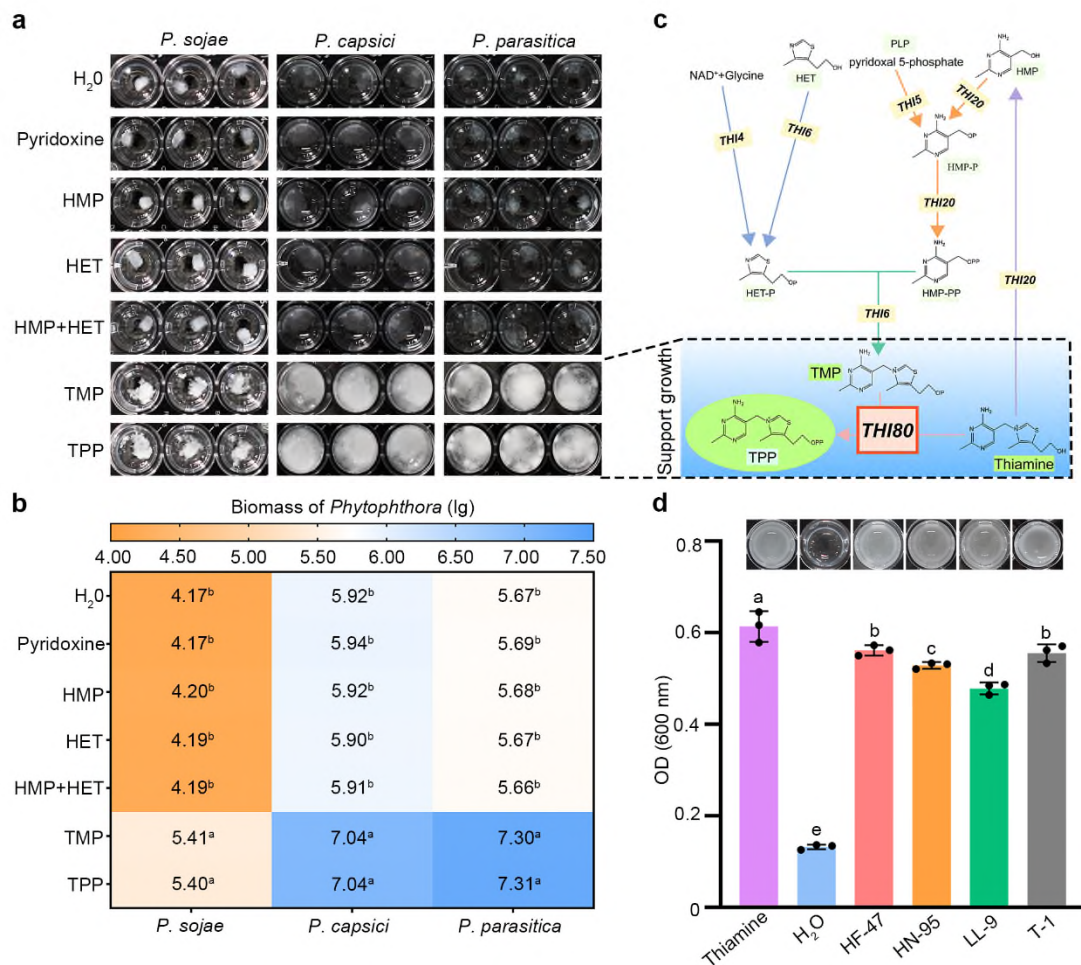 a
P. sojae P. capsici P. parasitica
H20
Pyridoxine
HMP
HET
HMP+HET
TMP
TPP
b
Biomass of Phytophthora (lg)
4.00 4.50 5.00 5.50 6.00 6.50 7.00 7.50
H20 4.17b 5.92b 5.67b
Pyridoxine 4.17b 5.94b 5.69b
HMP 4.20b 5.92b 5.68b
HET 4.19b 5.90b 5.67b
HMP+HET 4.19b 5.91b 5.66b
TMP 5.41a 7.04a 7.30a
TPP 5.40a 7.04a 7.31a
P. sojae P. capsici P. parasitica
c
NAD++Glycine
HET
PLP
pyridoxal 5-phosphate
HMP
THI4
THI6
THI5
THI20
HMP-P
THI20
HET-P
HMP-PP
THI6
THI20
Support growth
TMP
THI80
TPP
Thiamine
d
OD (600 nm)
0.8
0.6
0.4
0.2
0
a
e
b
c
d
b
Thiamine H2O HF-47 HN-95 LL-9 T-1